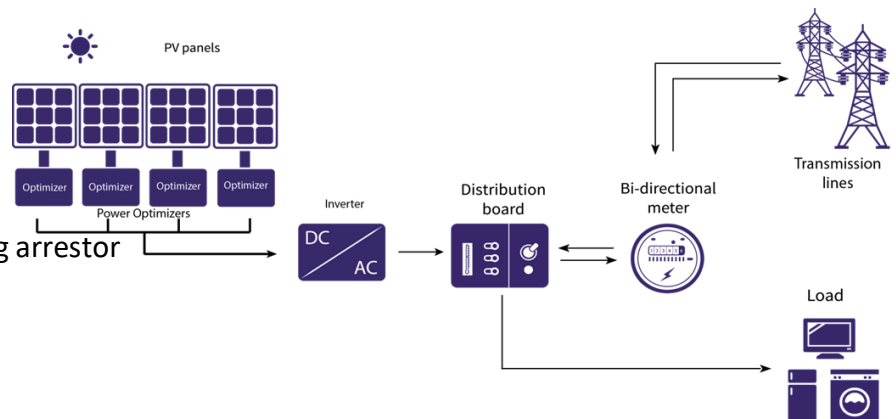 PV panels
Optimizer
Optimizer
Optimizer
Optimizer
Power Optimizers
g arrestor
Inverter
DC
AC
Distribution
board
Bi-directional
meter
Transmission
lines
Load